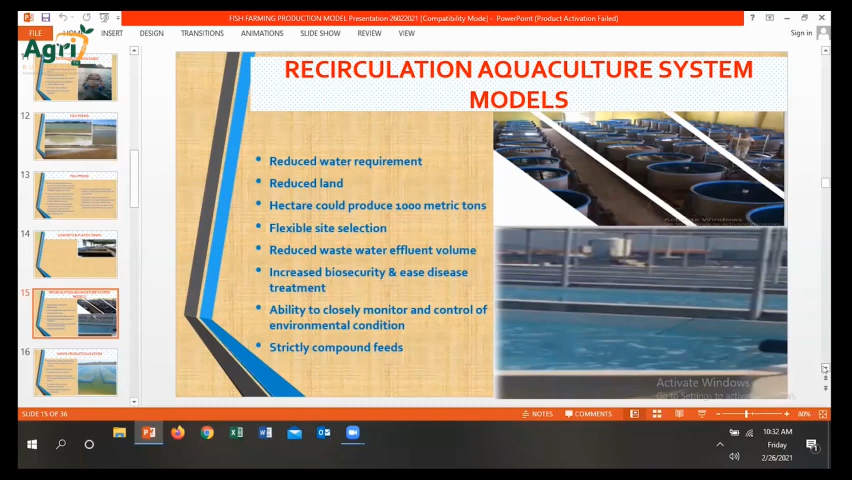 FISH FARMING PRODUCTION MODEL Presentation 26022021 [Compatibility Mode] - PowerPoint (Product Activation Failed)
FILE HOME INSERT DESIGN TRANSITIONS ANIMATIONS SLIDE SHOW REVIEW VIEW Sign in
Agri
TV
12
13
14
15
16
RECIRCULATION AQUACULTURE SYSTEM
MODELS
• Reduced water requirement
• Reduced land
• Hectare could produce 1000 metric tons
• Flexible site selection
• Reduced waste water effluent volume
• Increased biosecurity & ease disease
treatment
• Ability to closely monitor and control of
environmental condition
• Strictly compound feeds
Activate Windows
Go to Settings to activate
SLIDE 15 OF 36 NOTES COMMENTS 80%
10:32 AM
Friday
2/26/2021